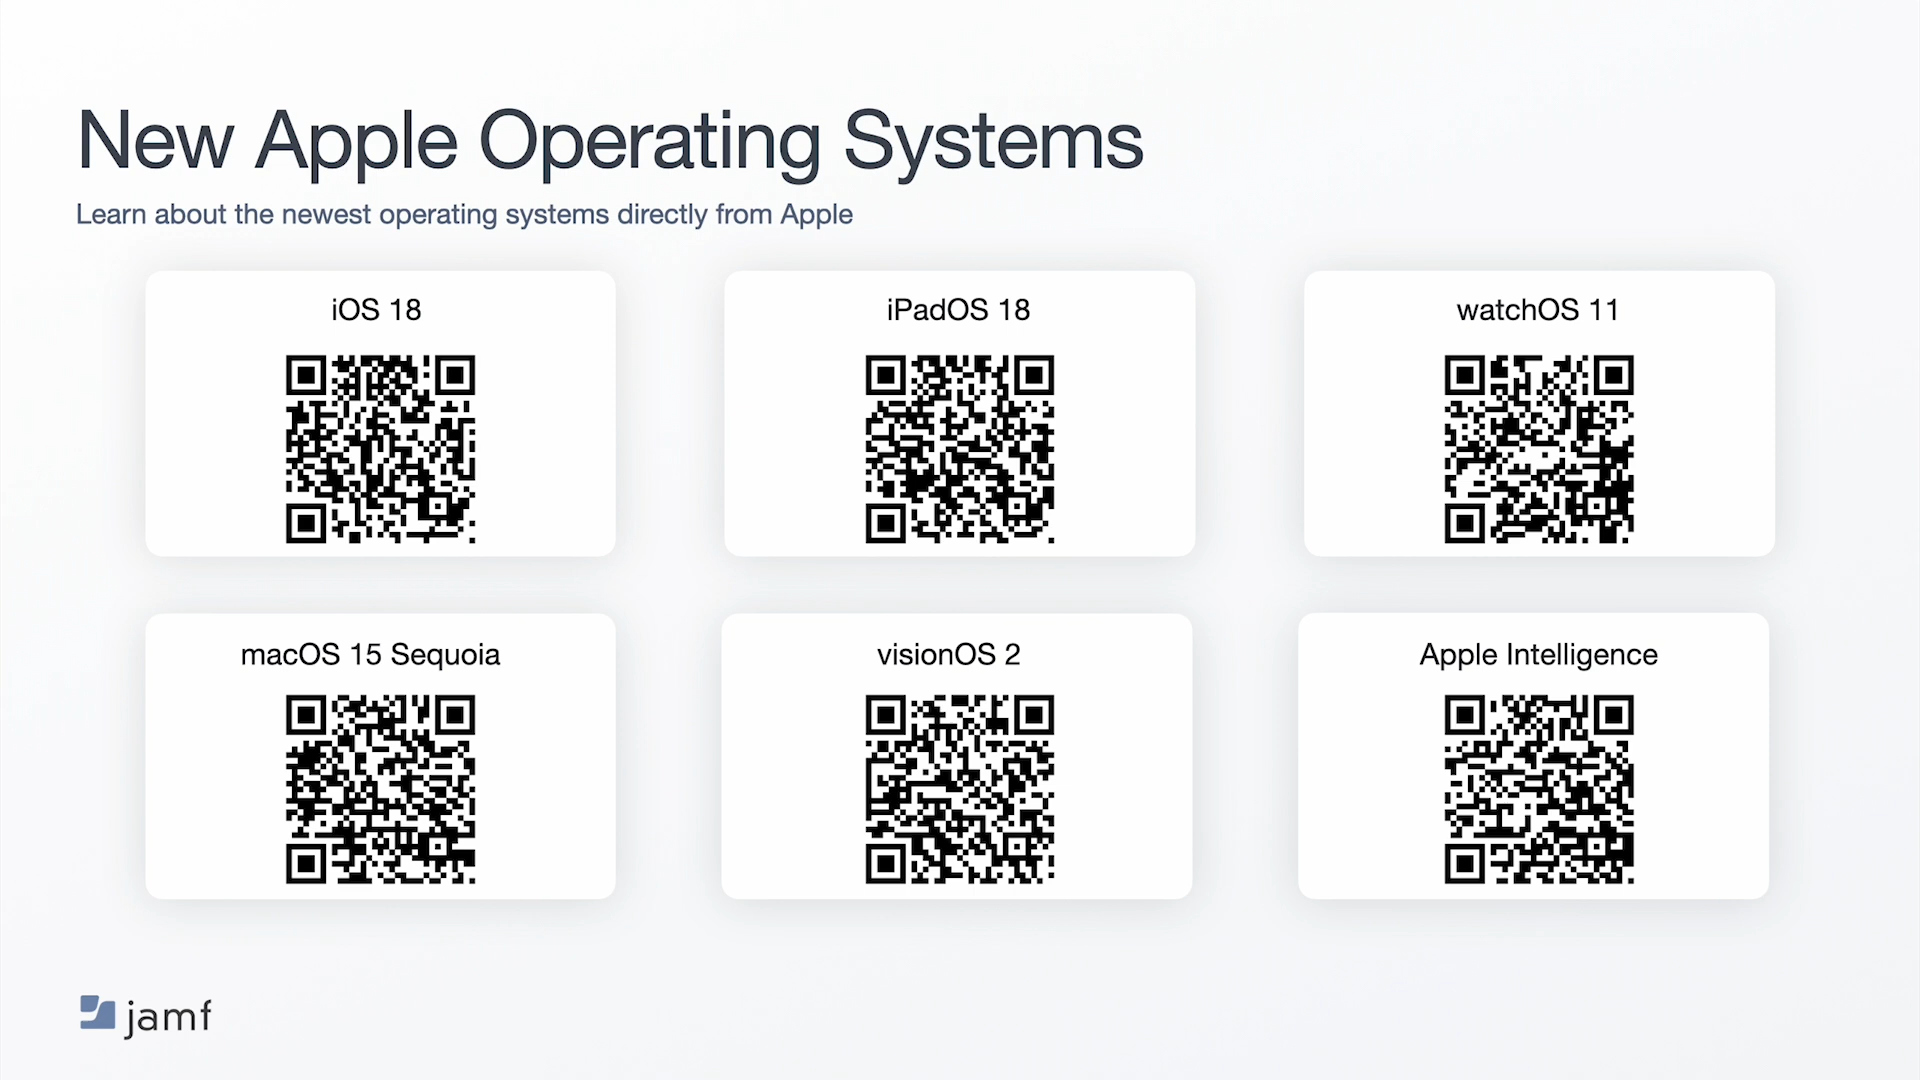 New Apple Operating Systems
Learn about the newest operating systems directly from Apple
iOS 18
iPadOS 18
watchOS 11
macOS 15 Sequoia
visionOS 2
Apple Intelligence
jamf